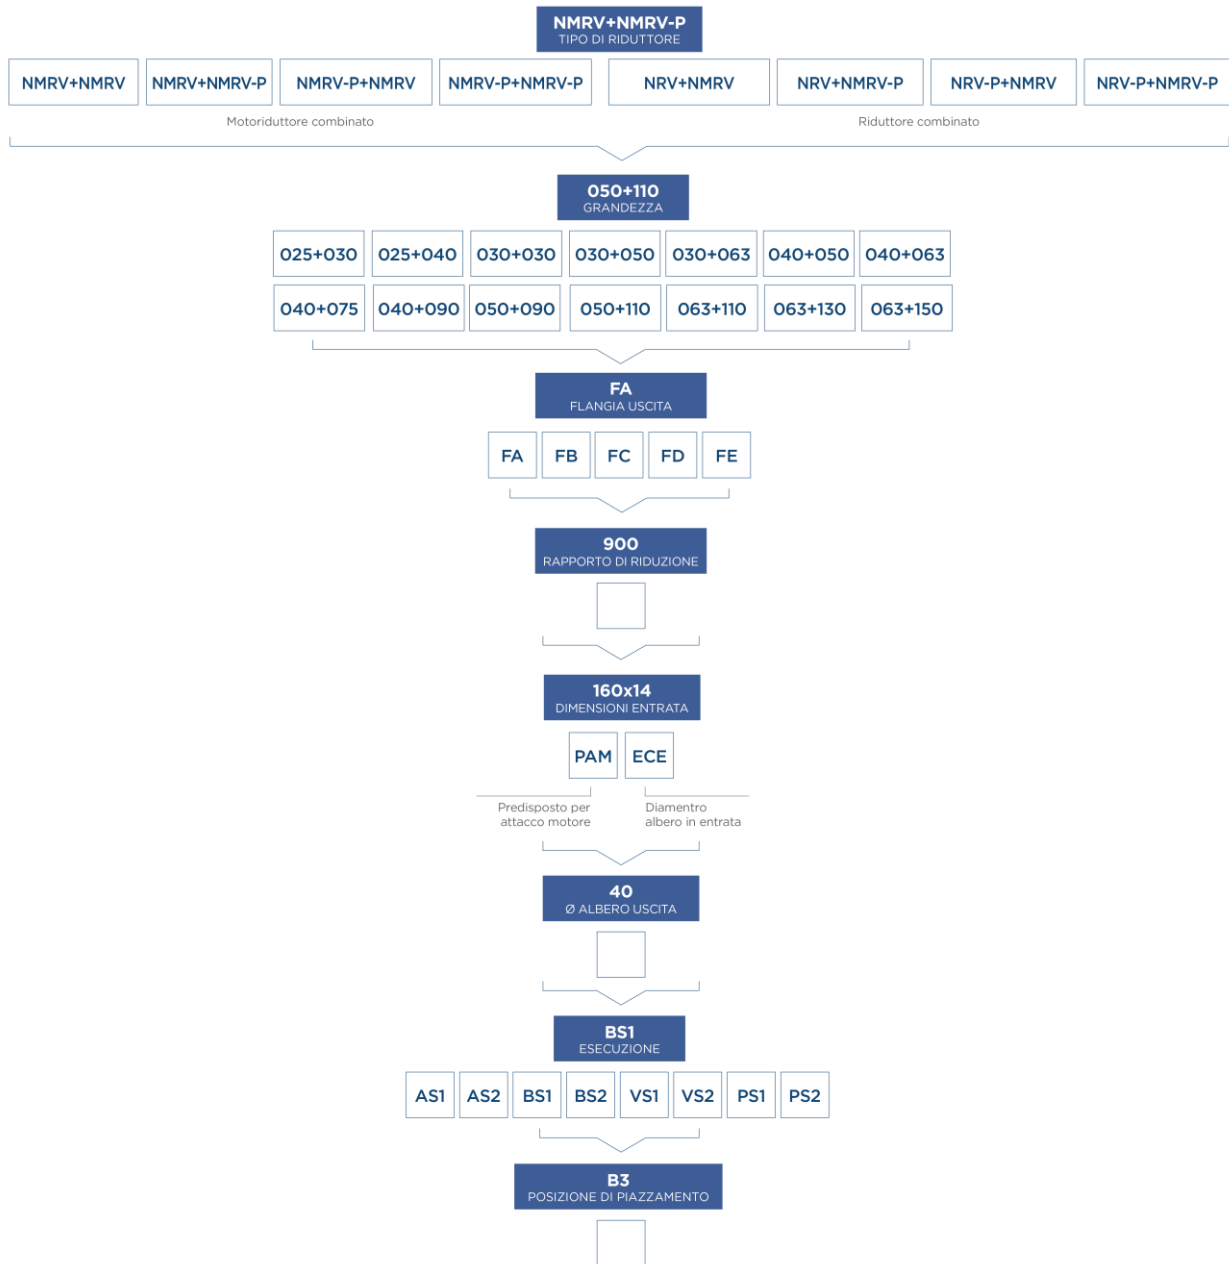 NMRV+NMRV-P
TIPO DI RIDUTTORE
NMRV+NMRV NMRV+NMRV-P NMRV-P+NMRV NMRV-P+NMRV-P NRV+NMRV NRV+NMRV-P NRV-P+NMRV NRV-P+NMRV-P
Motoriduttore combinato Riduttore combinato
050+110
GRANDEZZA
025+030 025+040 030+030 030+050 030+063 040+050 040+063
040+075 040+090 050+090 050+110 063+110 063+130 063+150
FA
FLANGIA USCITA
FA FB FC FD FE
900
RAPPORTO DI RIDUZIONE
160x14
DIMENSIONI ENTRATA
PAM ECE
Predisposto per Diamentro
attacco motore albero in entrata
40
Ø ALBERO USCITA
BS1
ESECUZIONE
AS1 AS2 BS1 BS2 VS1 VS2 PS1 PS2
B3
POSIZIONE DI PIAZZAMENTO